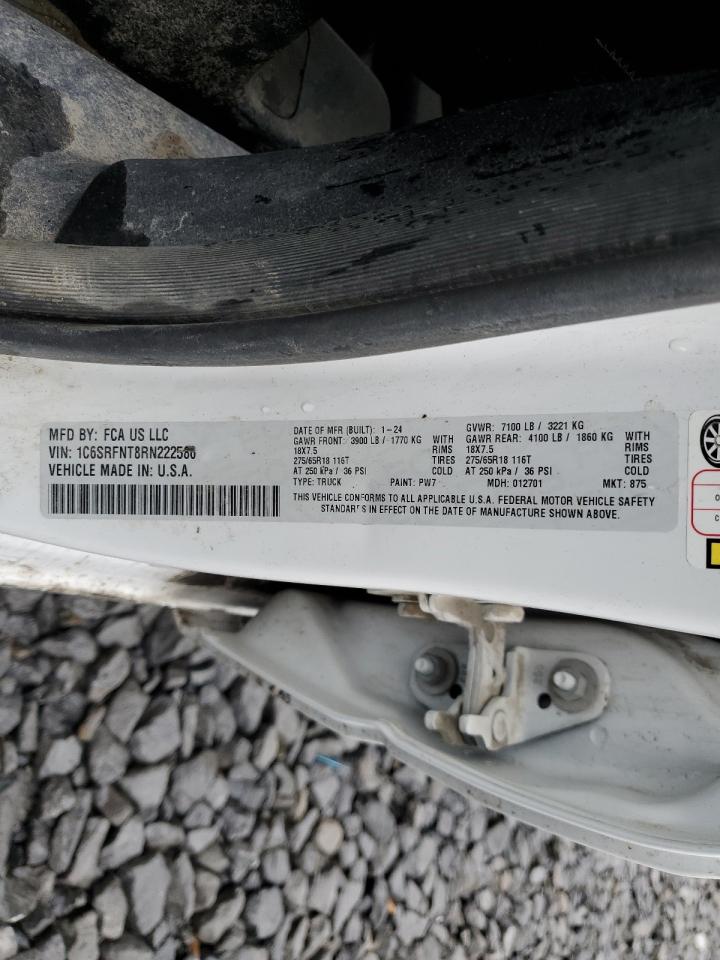 MFD BY: FCA US LLC
VIN: 1C6SRFNT8RN222580
VEHICLE MADE IN: U.S.A.
DATE OF MFR (BUILT): 1-24
GAWR FRONT: 3900 LB / 1770 KG WITH
18X7.5 RIMS
275/65R18 116T TIRES
AT 250 kPa / 36 PSI COLD
TYPE: TRUCK PAINT: PW7
GVWR: 7100 LB / 3221 KG
GAWR REAR: 4100 LB / 1860 KG WITH
18X7.5 RIMS
275/65R18 116T TIRES
AT 250 kPa / 36 PSI COLD
MDH: 012701 MKT: 875
THIS VEHICLE CONFORMS TO ALL APPLICABLE U.S.A. FEDERAL MOTOR VEHICLE SAFETY
STANDARDS IN EFFECT ON THE DATE OF MANUFACTURE SHOWN ABOVE.